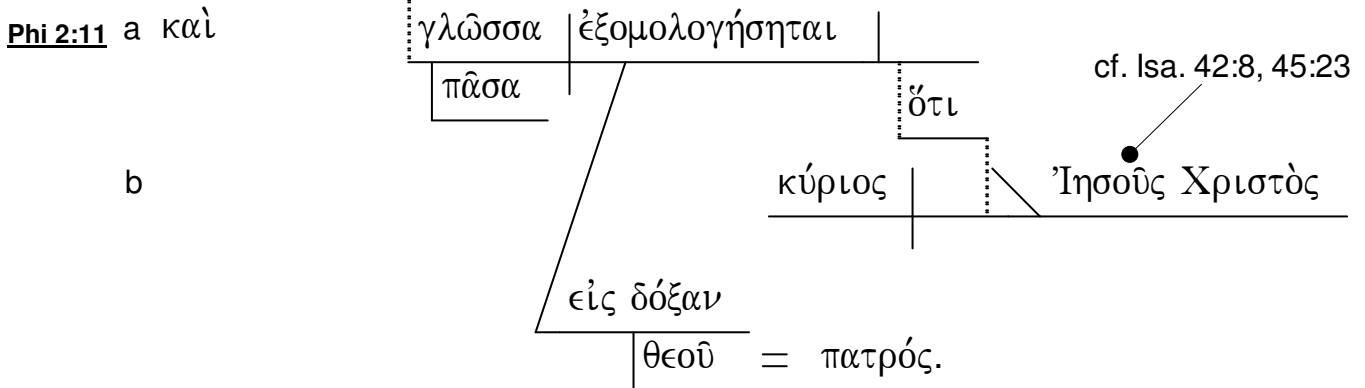 Phi 2:11 a καὶ γλῶσσα ἐξομολογήσηται
πᾶσα
cf. Isa. 42:8, 45:23
ὅτι
b κύριος Ἰησοῦς Χριστὸς
εἰς δόξαν
θεοῦ = πατρός.